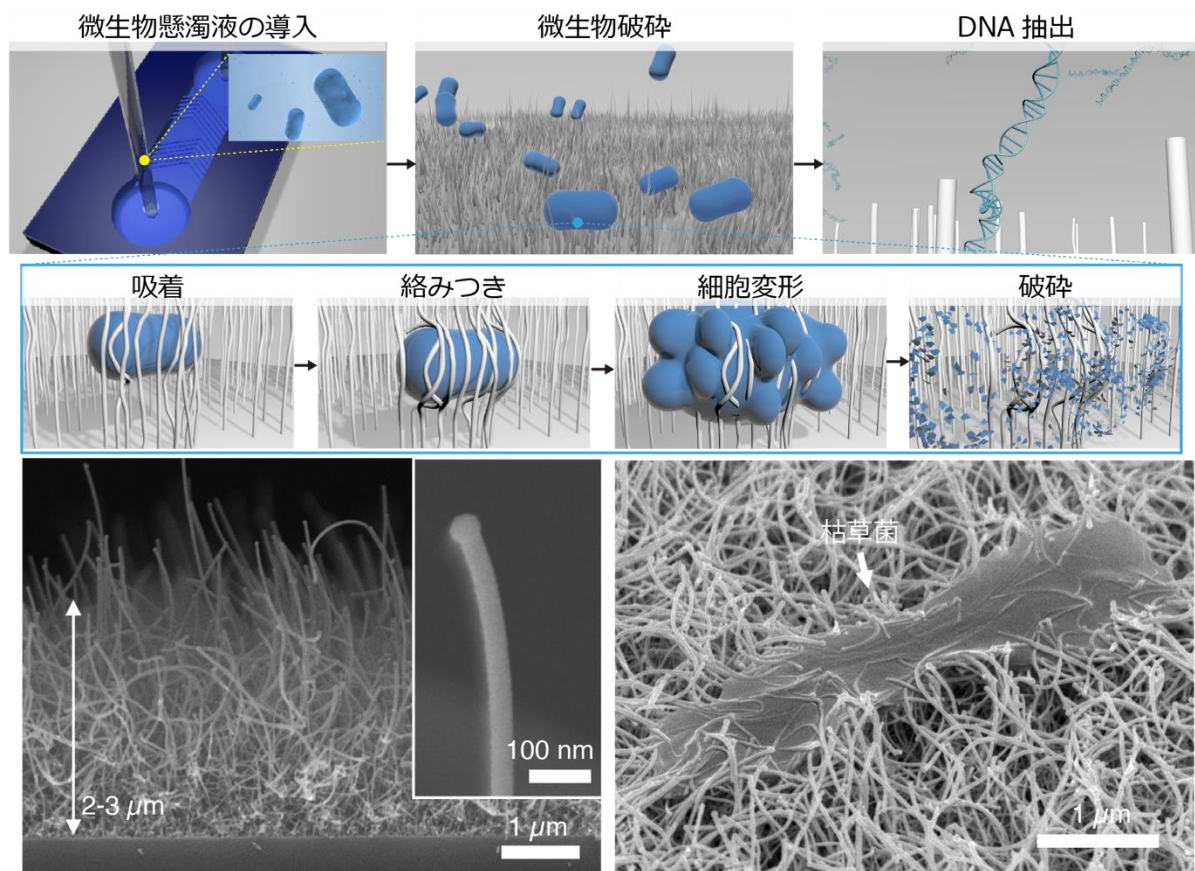 微生物懸濁液の導入
微生物破砕
DNA 抽出
吸着
絡みつき
細胞変形
破砕
2-3 μm
100 nm
1 μm
枯草菌
1 μm